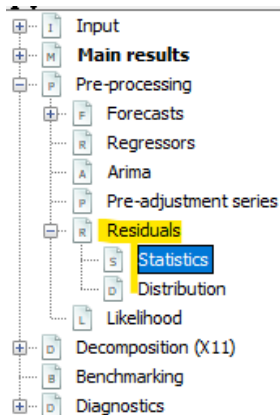 I Input
M Main results
P Pre-processing
F Forecasts
R Regressors
A Arima
P Pre-adjustment series
R Residuals
S Statistics
D Distribution
L Likelihood
D Decomposition (X11)
B Benchmarking
D Diagnostics